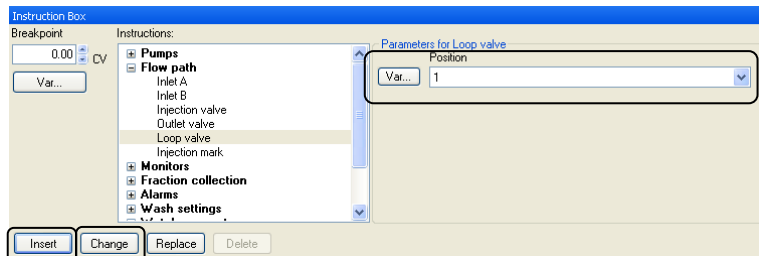 Instruction Box
Breakpoint
Instructions:
0.00 CV
Var...
Pumps
Flow path
Inlet A
Inlet B
Injection valve
Outlet valve
Loop valve
Injection mark
Monitors
Fraction collection
Alarms
Wash settings
Parameters for Loop valve
Position
Var...
1
Insert
Change
Replace
Delete